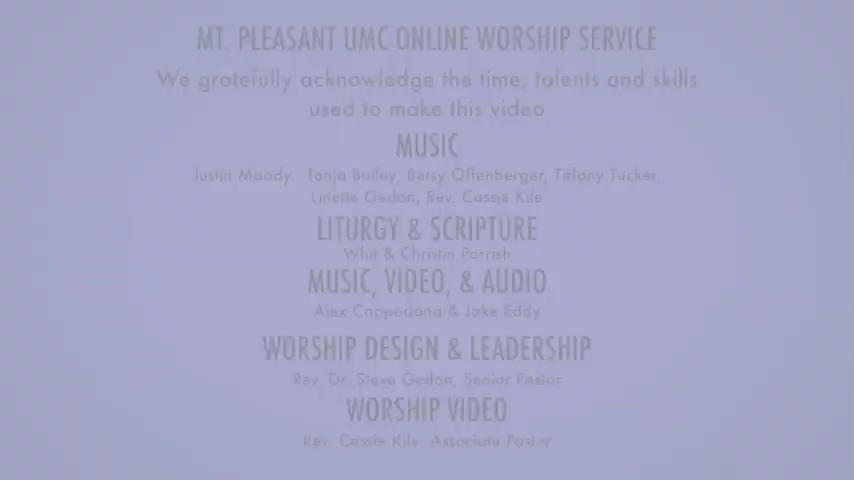 MT. PLEASANT UMC ONLINE WORSHIP SERVICE
We gratefully acknowledge the time, talents and skills
used to make this video
MUSIC
Justin Moody, Tonja Bailey, Betsy Offenberger, Tiffany Tucker,
Linette Gedon, Rev. Cassie Kile
LITURGY & SCRIPTURE
Whit & Christin Parrish
MUSIC, VIDEO, & AUDIO
Alex Cappedana & Jake Eddy
WORSHIP DESIGN & LEADERSHIP
Rev. Dr. Steve Gedon, Senior Pastor
WORSHIP VIDEO
Rev. Cassie Kile, Associate Pastor